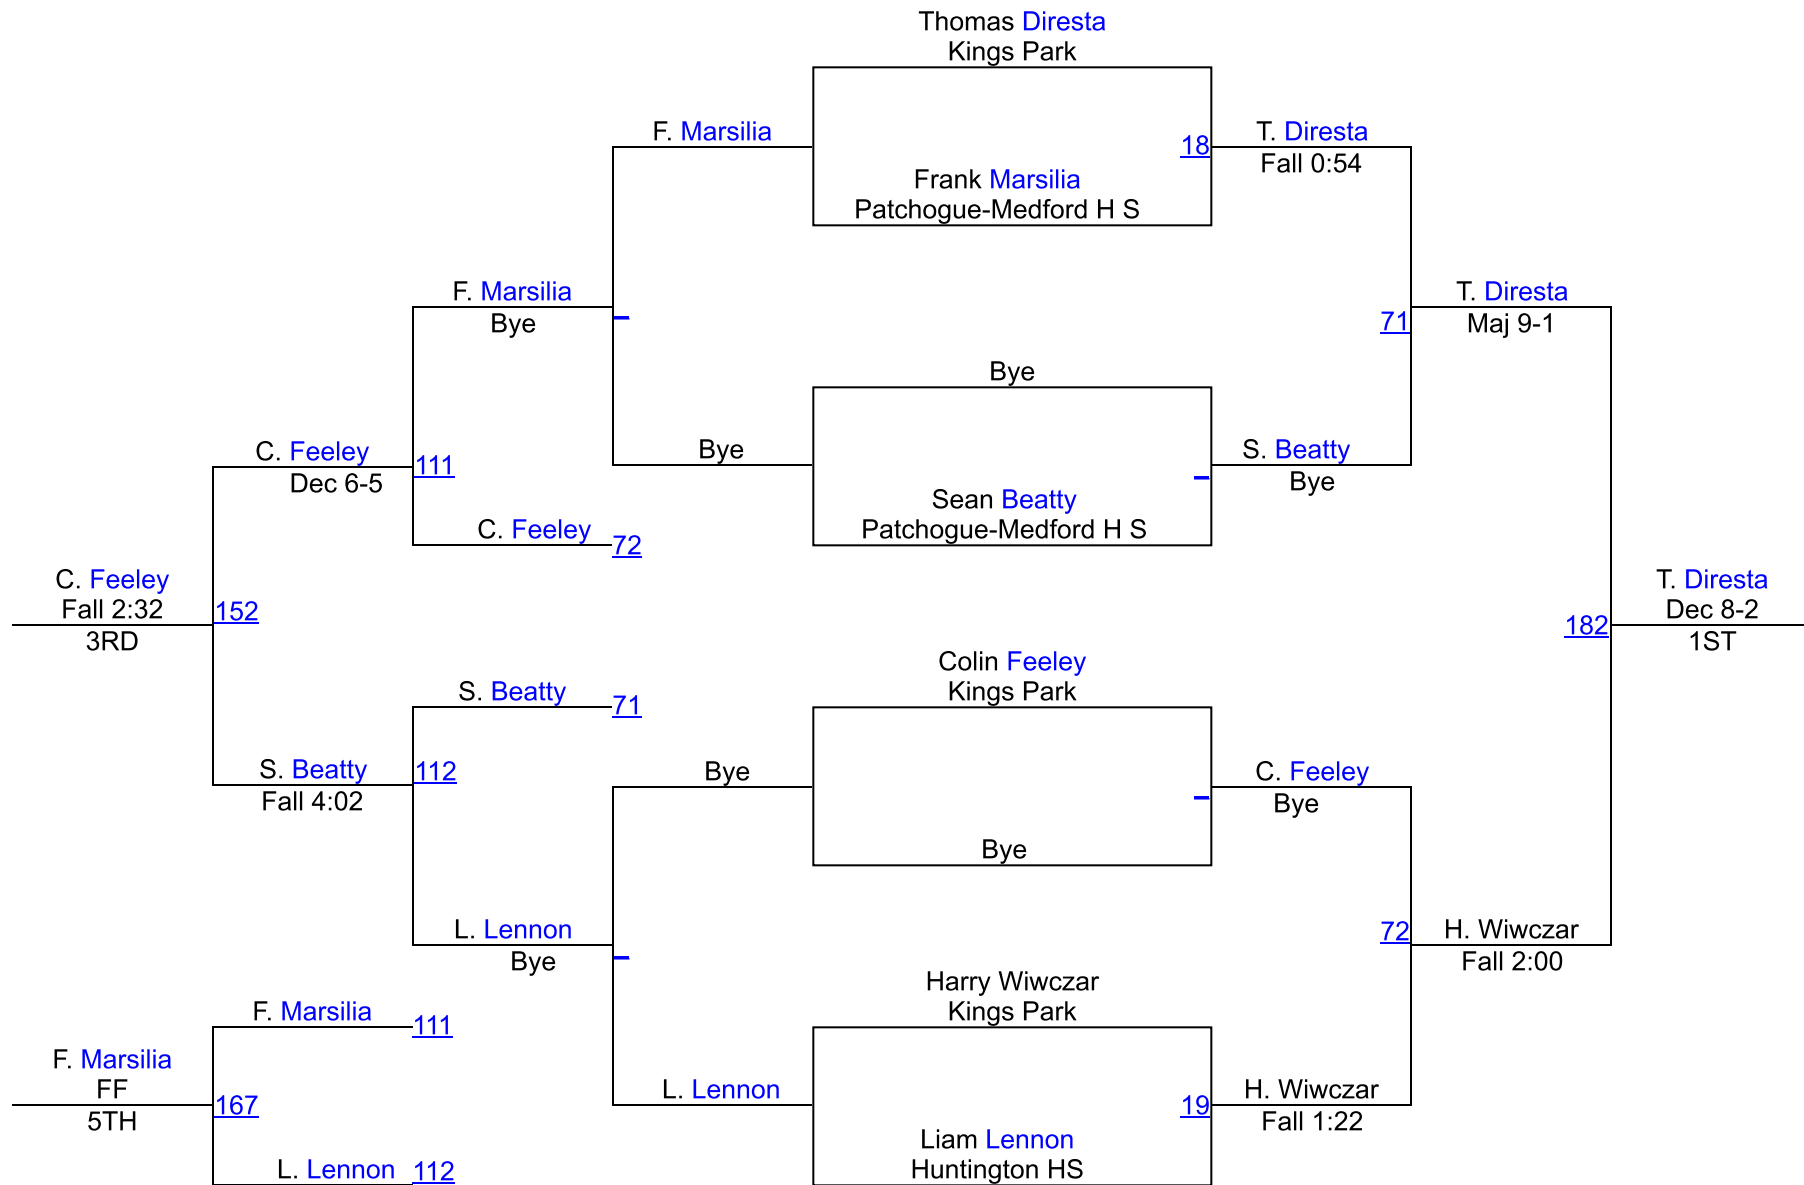 Thomas Diresta
Kings Park
F. Marsilia
18
T. Diresta
Fall 0:54
Frank Marsilia
Patchogue-Medford H S
F. Marsilia
Bye
T. Diresta
Maj 9-1
71
Bye
C. Feeley
Dec 6-5
111
Bye
S. Beatty
Bye
Sean Beatty
Patchogue-Medford H S
C. Feeley
72
C. Feeley
Fall 2:32
3RD
152
T. Diresta
Dec 8-2
1ST
182
Colin Feeley
Kings Park
S. Beatty
71
S. Beatty
Fall 4:02
112
Bye
C. Feeley
Bye
Bye
L. Lennon
Bye
72
H. Wiwczar
Fall 2:00
Harry Wiwczar
Kings Park
F. Marsilia
111
F. Marsilia
FF
5TH
167
L. Lennon
19
H. Wiwczar
Fall 1:22
Liam Lennon
Huntington HS
L. Lennon
112